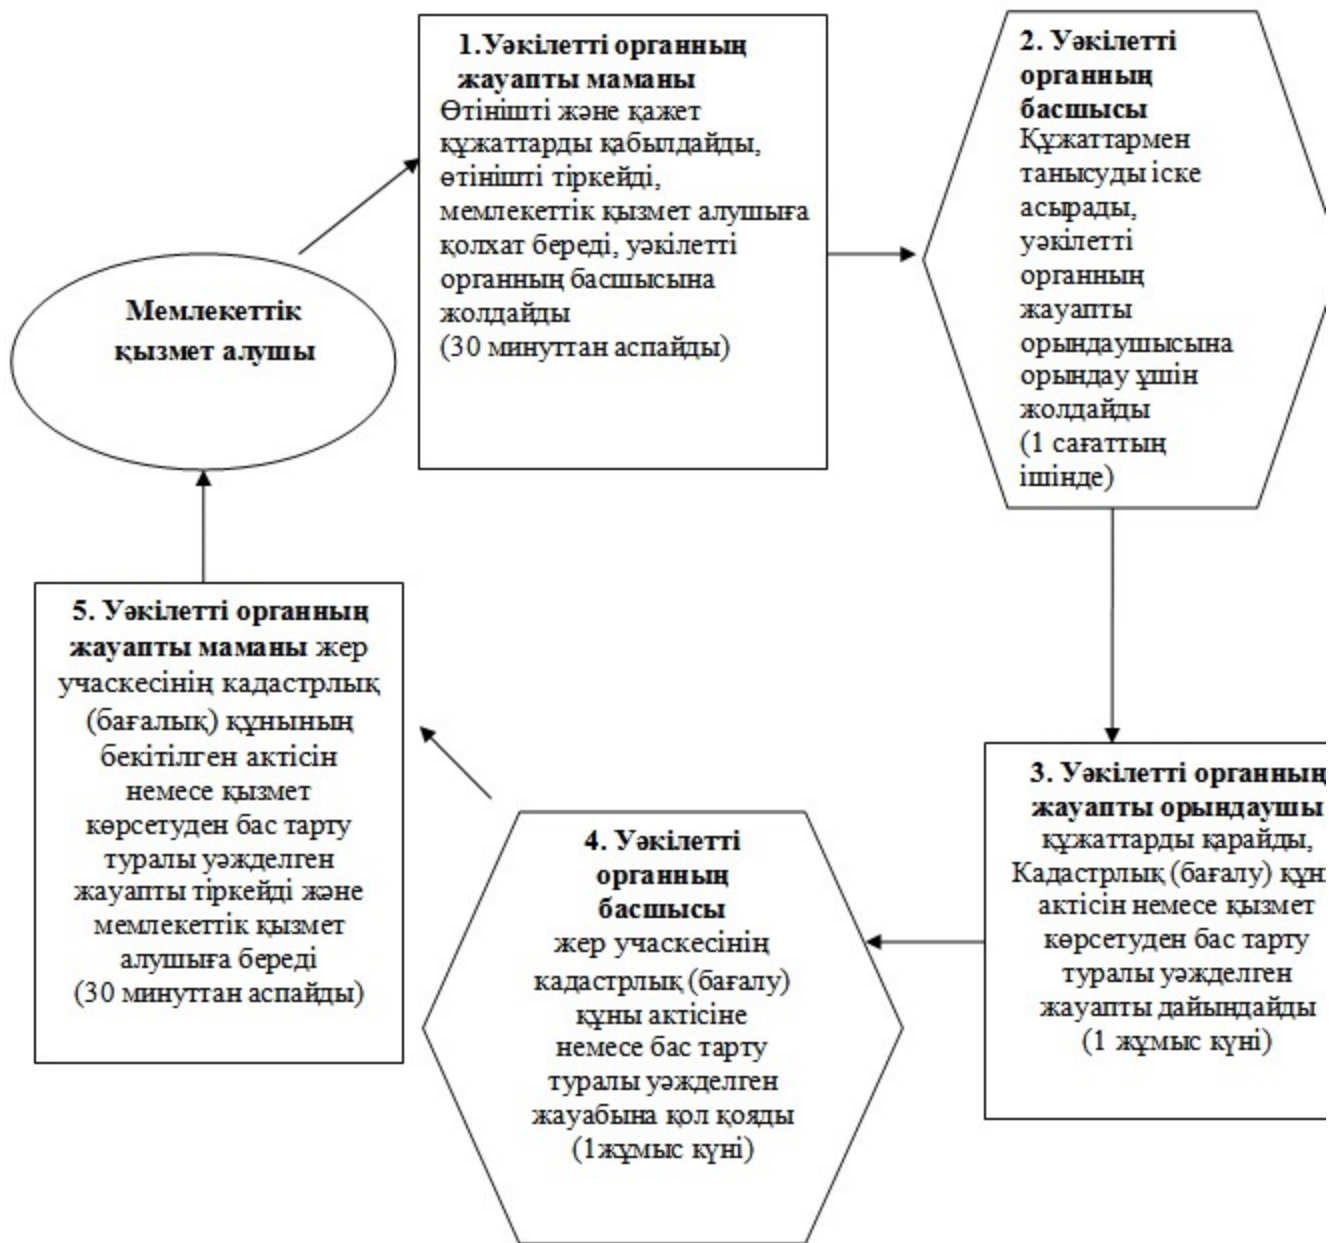 1.Уәкілетті органның
жауапты маманы
Өтінішті және қажет
құжаттарды қабылдайды,
өтінішті тіркейді,
мемлекеттік қызмет алушыға
қолхат береді, уәкілетті
органның басшысына
жолдайды
(30 минуттан аспайды)
2. Уәкілетті
органның
басшысы
Құжаттармен
танысуды іске
асырады,
уәкілетті
органның
жауапты
орындаушысына
орындау ұшін
жолдайды
(1 сағаттың
ішінде)
Мемлекеттік
қызмет алушы
5. Уәкілетті органның
жауапты маманы жер
учаскесінің кадастрлық
(бағалық) құнының
бекітілген актісін
немесе қызмет
көрсетуден бас тарту
туралы уәжделген
жауапты тіркейді және
мемлекеттік қызмет
алушыға береді
(30 минуттан аспайды)
3. Уәкілетті органның
жауапты орындаушы
құжаттарды қарайды,
Кадастрлық (бағалу) құны
актісін немесе қызмет
көрсетуден бас тарту
туралы уәжделген
жауапты дайындайды
(1 жұмыс күні)
4. Уәкілетті
органның
басшысы
жер учаскесінің
кадастрлық (бағалу)
құны актісіне
немесе бас тарту
туралы уәжделген
жауабына қол қояды
(1жұмыс күні)